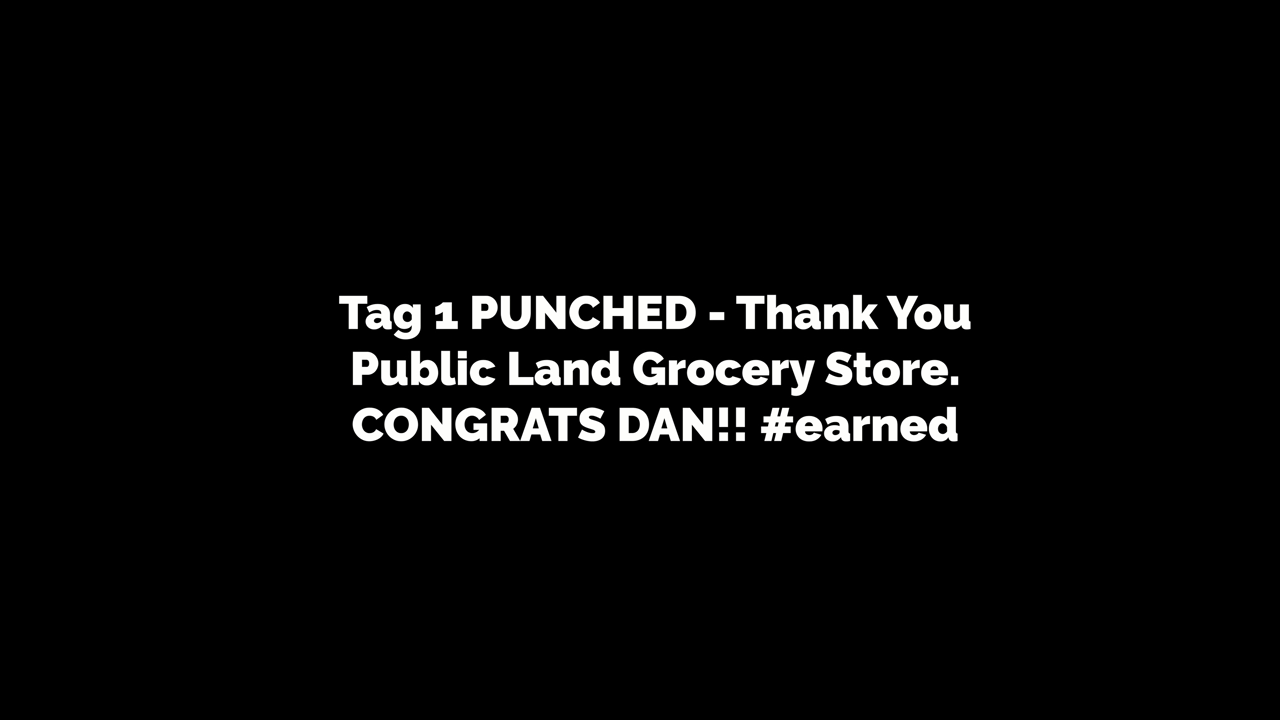 Tag 1 PUNCHED - Thank You
Public Land Grocery Store.
CONGRATS DAN!! #earned